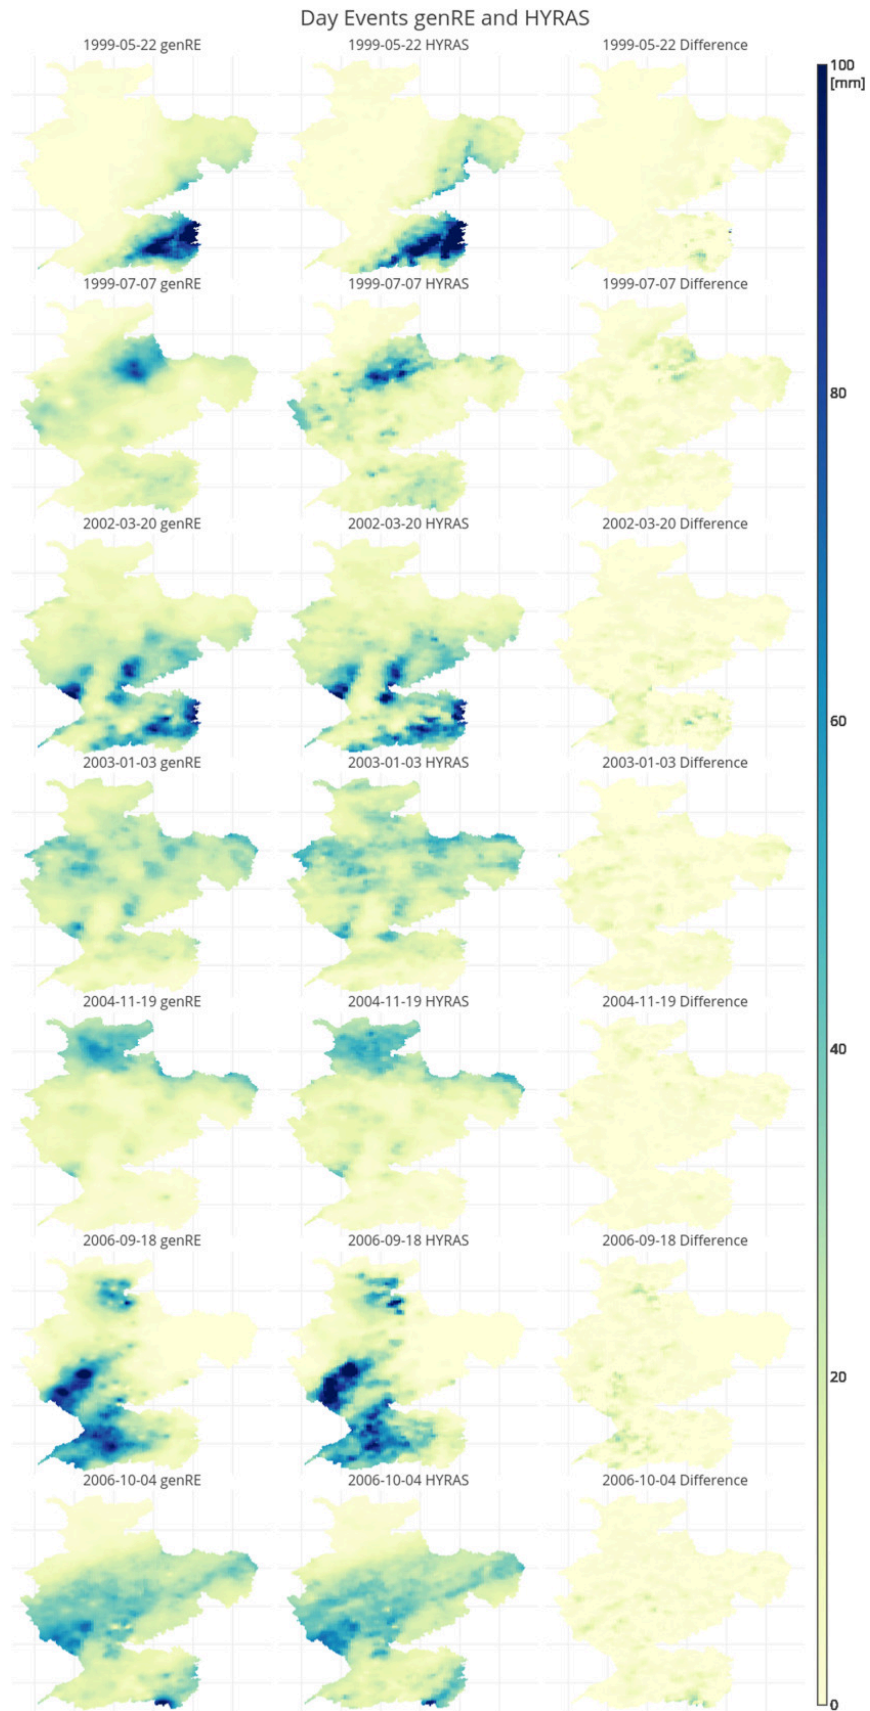 Day Events genRE and HYRAS
1999-05-22 genRE
1999-05-22 HYRAS
1999-05-22 Difference
100
[mm]
1999-07-07 genRE
1999-07-07 HYRAS
1999-07-07 Difference
80
2002-03-20 genRE
2002-03-20 HYRAS
2002-03-20 Difference
60
2003-01-03 genRE
2003-01-03 HYRAS
2003-01-03 Difference
2004-11-19 genRE
2004-11-19 HYRAS
2004-11-19 Difference
40
2006-09-18 genRE
2006-09-18 HYRAS
2006-09-18 Difference
20
2006-10-04 genRE
2006-10-04 HYRAS
2006-10-04 Difference
0